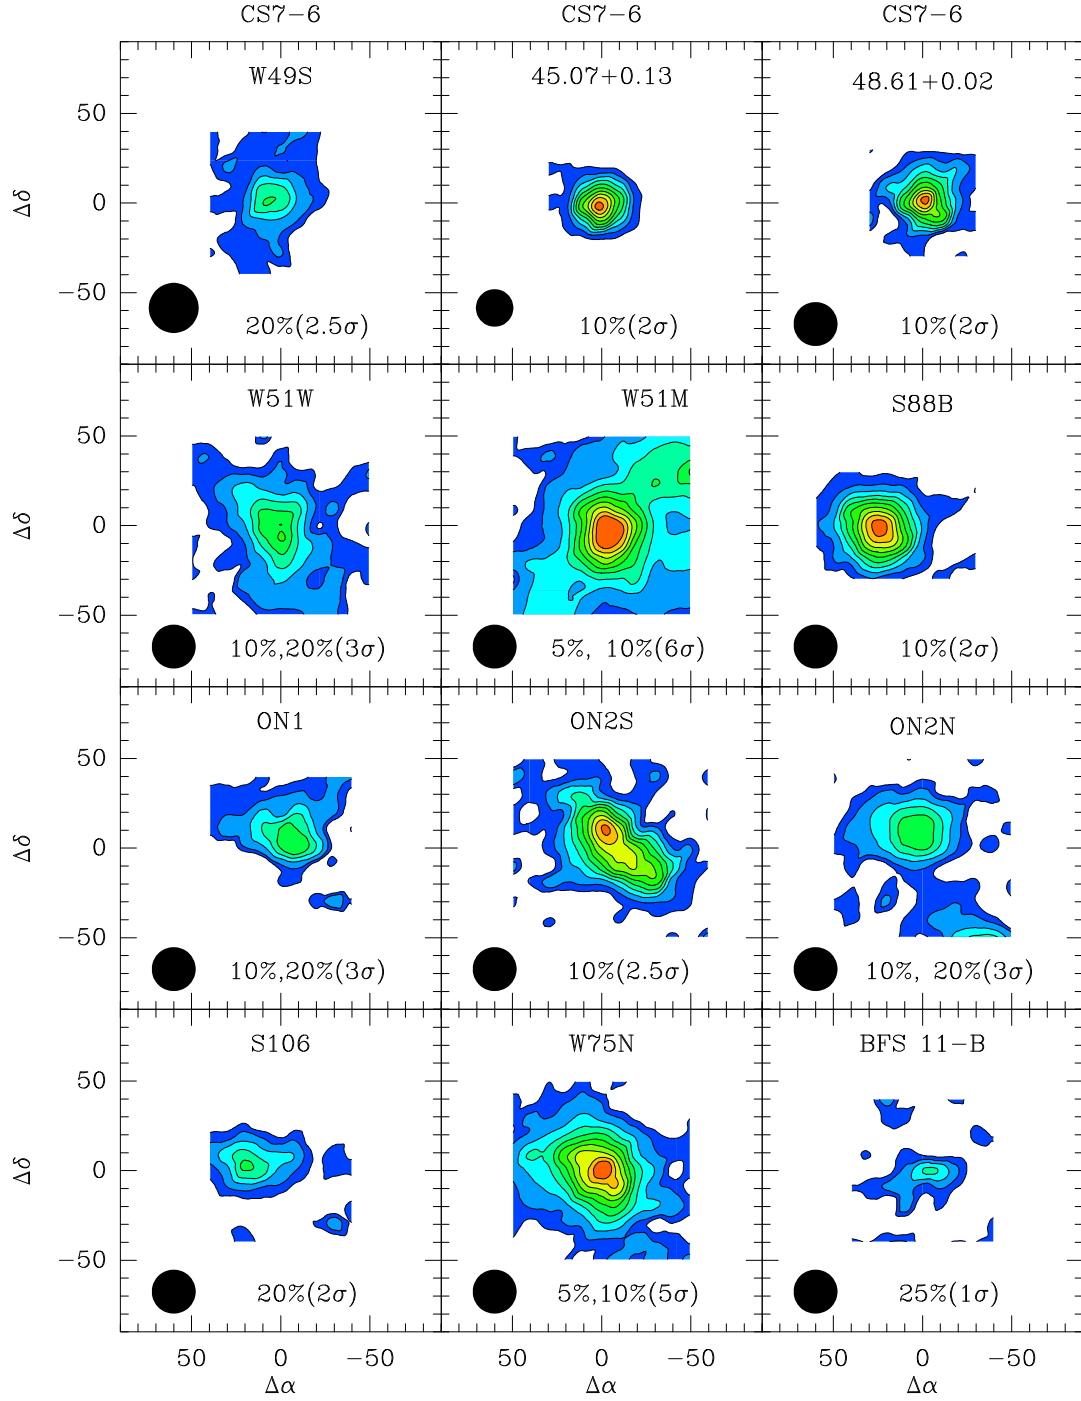 CS7−6 CS7−6 CS7−6
W49S 45.07+0.13 48.61+0.02
50
Δδ 0
−50
20%(2.5σ) 10%(2σ) 10%(2σ)
W51W W51M S88B
50
Δδ 0
−50
10%,20%(3σ) 5%, 10%(6σ) 10%(2σ)
ON1 ON2S ON2N
50
Δδ 0
−50
10%,20%(3σ) 10%(2.5σ) 10%, 20%(3σ)
S106 W75N BFS 11−B
50
Δδ 0
−50
20%(2σ) 5%,10%(5σ) 25%(1σ)
50 0 −50 50 0 −50 50 0 −50
Δα Δα Δα